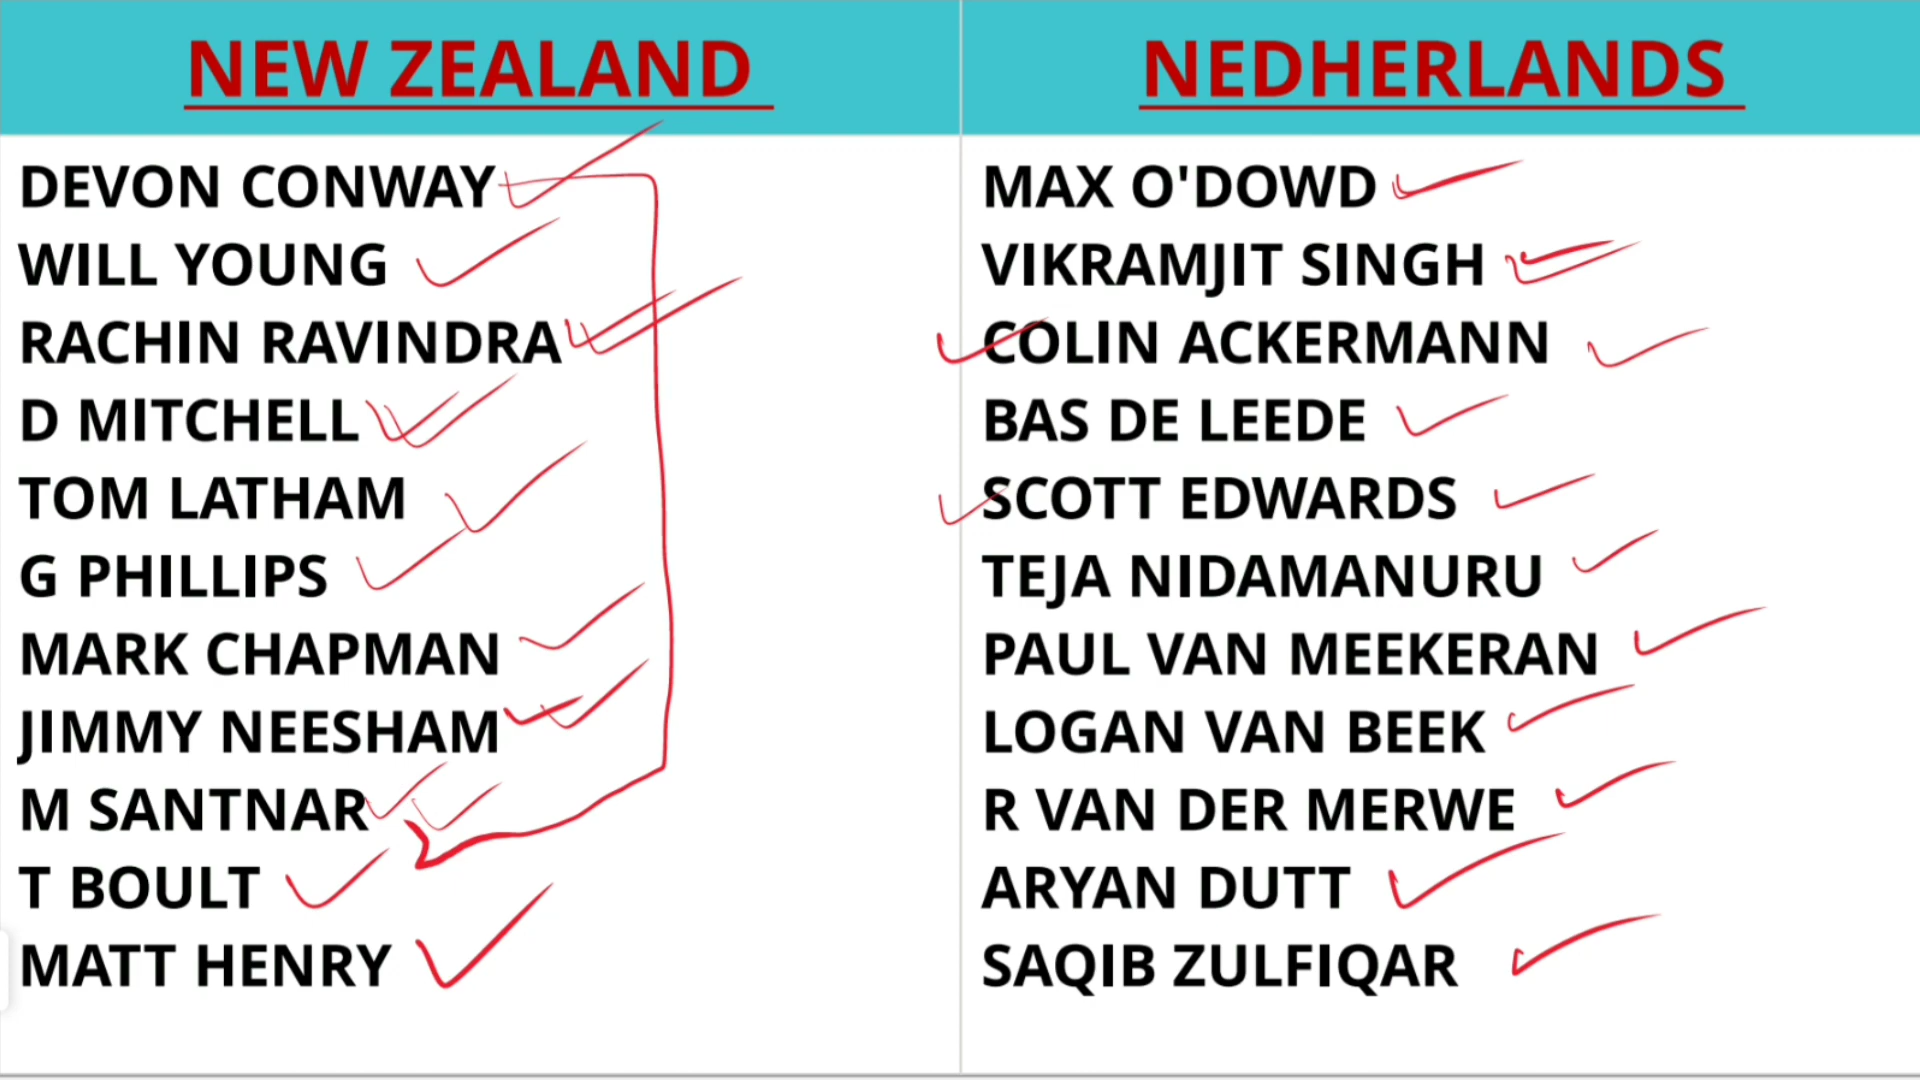 NEW ZEALAND
DEVON CONWAY
WILL YOUNG
RACHIN RAVINDRA
D MITCHELL
TOM LATHAM
G PHILLIPS
MARK CHAPMAN
JIMMY NEESHAM
M SANTNAR
T BOULT
MATT HENRY
NEDHERLANDS
MAX O'DOWD
VIKRAMJIT SINGH
COLIN ACKERMANN
BAS DE LEEDE
SCOTT EDWARDS
TEJA NIDAMANURU
PAUL VAN MEEKERAN
LOGAN VAN BEEK
R VAN DER MERWE
ARYAN DUTT
SAQIB ZULFIQAR